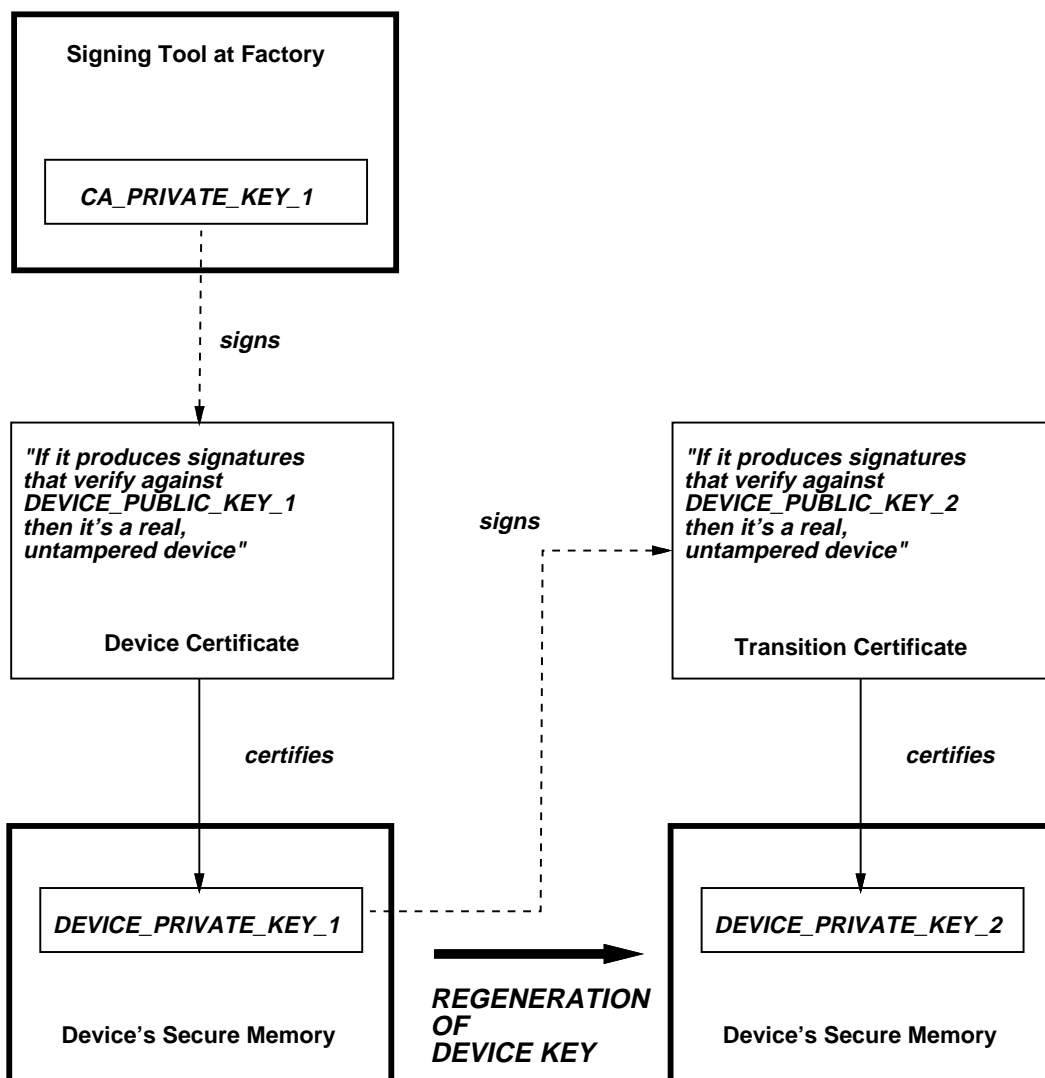 Signing Tool at Factory
CA_PRIVATE_KEY_1
signs
"If it produces signatures
that verify against
DEVICE_PUBLIC_KEY_1
then it's a real,
untampered device"
Device Certificate
signs
"If it produces signatures
that verify against
DEVICE_PUBLIC_KEY_2
then it's a real,
untampered device"
Transition Certificate
certifies
certifies
DEVICE_PRIVATE_KEY_1
Device's Secure Memory
REGENERATION
OF
DEVICE KEY
DEVICE_PRIVATE_KEY_2
Device's Secure Memory